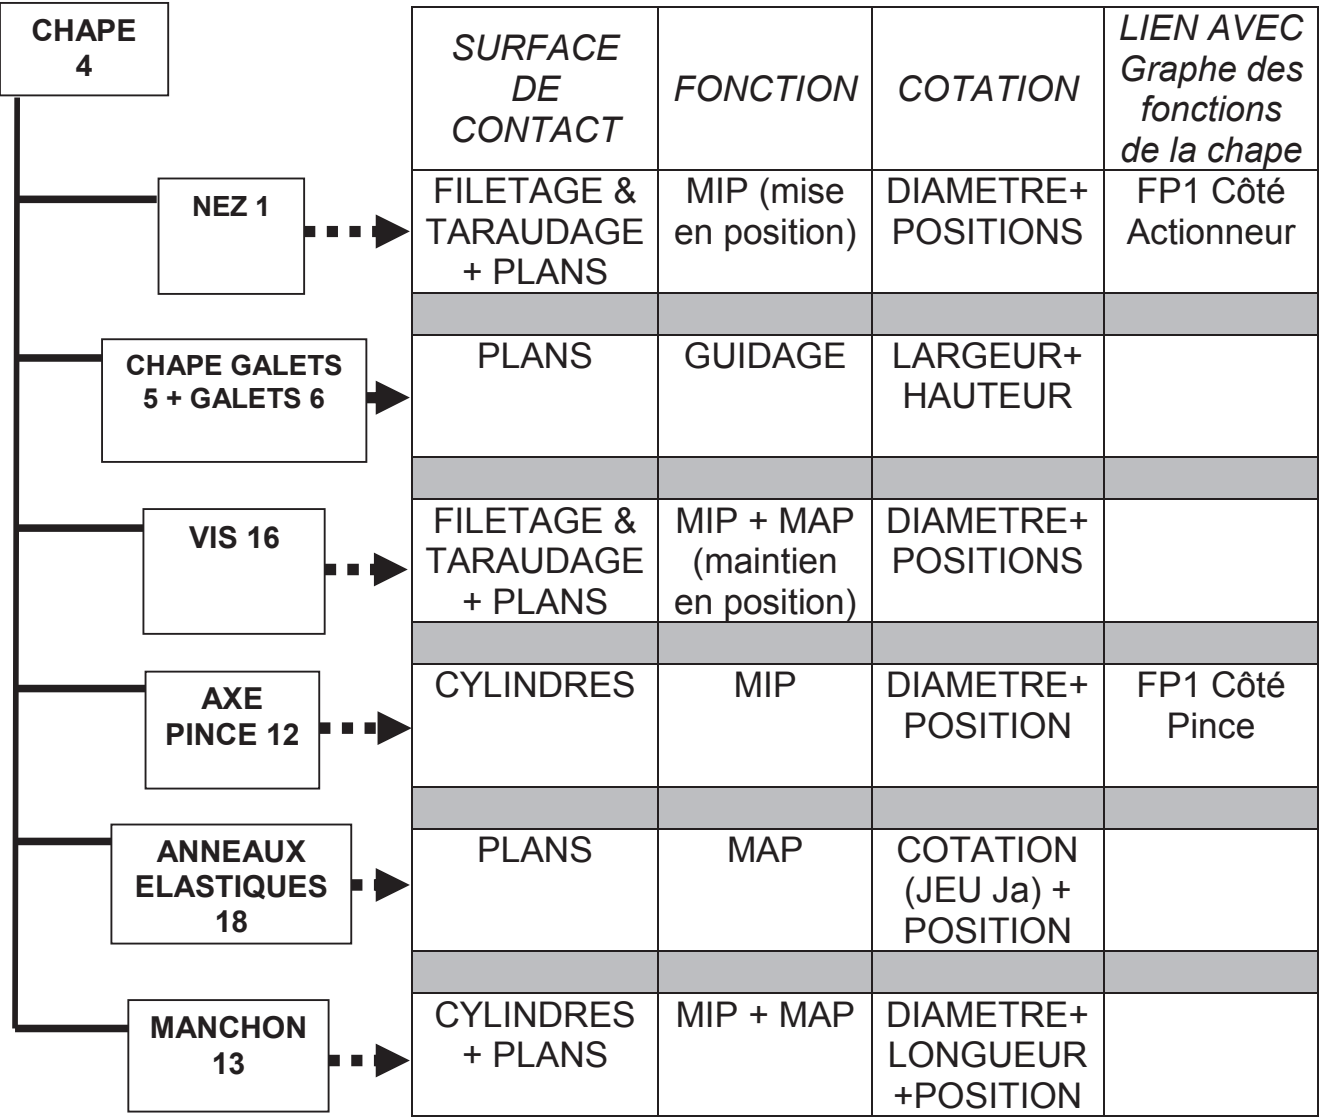 CHAPE
4
SURFACE
DE
CONTACT
FONCTION
COTATION
LIEN AVEC
Graphe des
fonctions
de la chape
NEZ 1
FILETAGE &
TARAUDAGE
+ PLANS
MIP (mise
en position)
DIAMETRE+
POSITIONS
FP1 Côté
Actionneur
CHAPE GALETS
5 + GALETS 6
PLANS
GUIDAGE
LARGEUR+
HAUTEUR
VIS 16
FILETAGE &
TARAUDAGE
+ PLANS
MIP + MAP
(maintien
en position)
DIAMETRE+
POSITIONS
AXE
PINCE 12
CYLINDRES
MIP
DIAMETRE+
POSITION
FP1 Côté
Pince
ANNEAUX
ELASTIQUES
18
PLANS
MAP
COTATION
(JEU Ja) +
POSITION
MANCHON
13
CYLINDRES
+ PLANS
MIP + MAP
DIAMETRE+
LONGUEUR
+POSITION